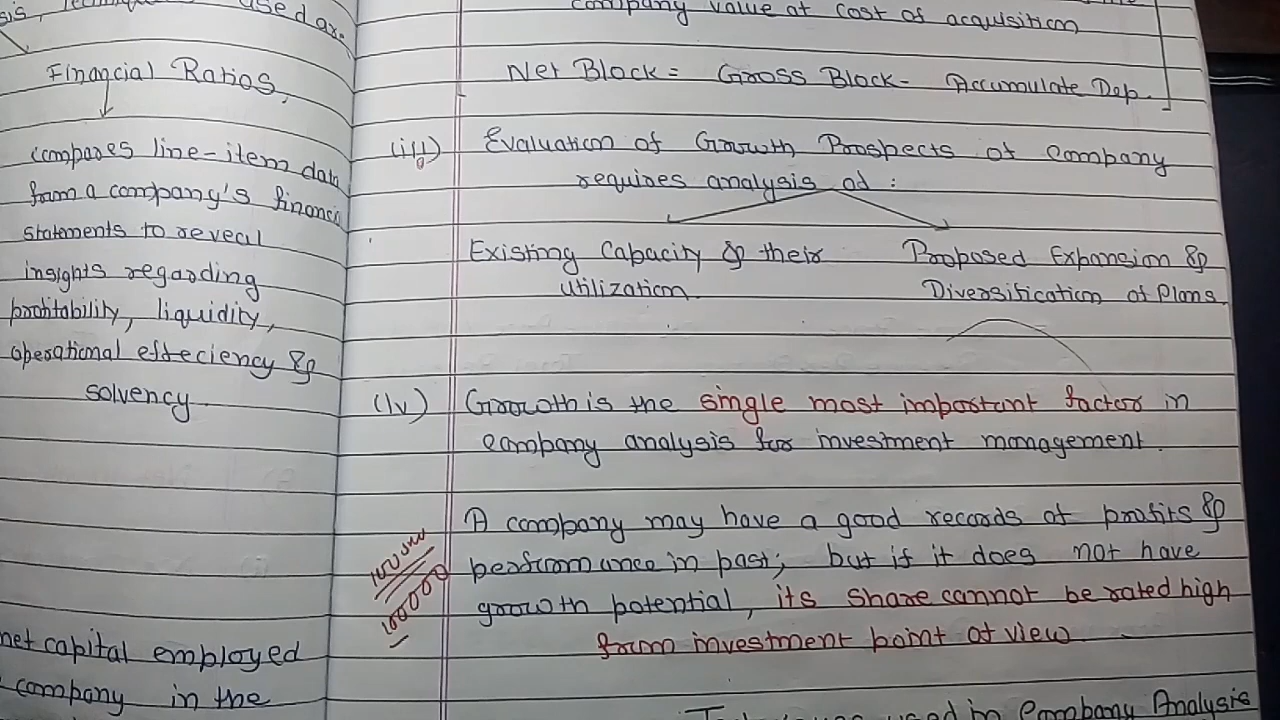 used as
Financial Ratios,
compares line-item data
from a company's financi
statements to reveal
insights regarding
profitability, liquidity,
operational effeciency &
solvency
net capital employed
company in the
company value at cost of acquisition
Net Block = Gross Block - Accumulate Dep.
(iii) Evaluation of Growth Prospects of company
requires analysis of :
Existing Capacity & their
utilization
Proposed Expansion &
Diversification of Plans
(iv) Growth is the single most important factor in
company analysis for investment management.
A company may have a good records of profits &
performance in past; but if it does not have
growth potential, its share cannot be rated high
from investment point of view
used in Company Analysis